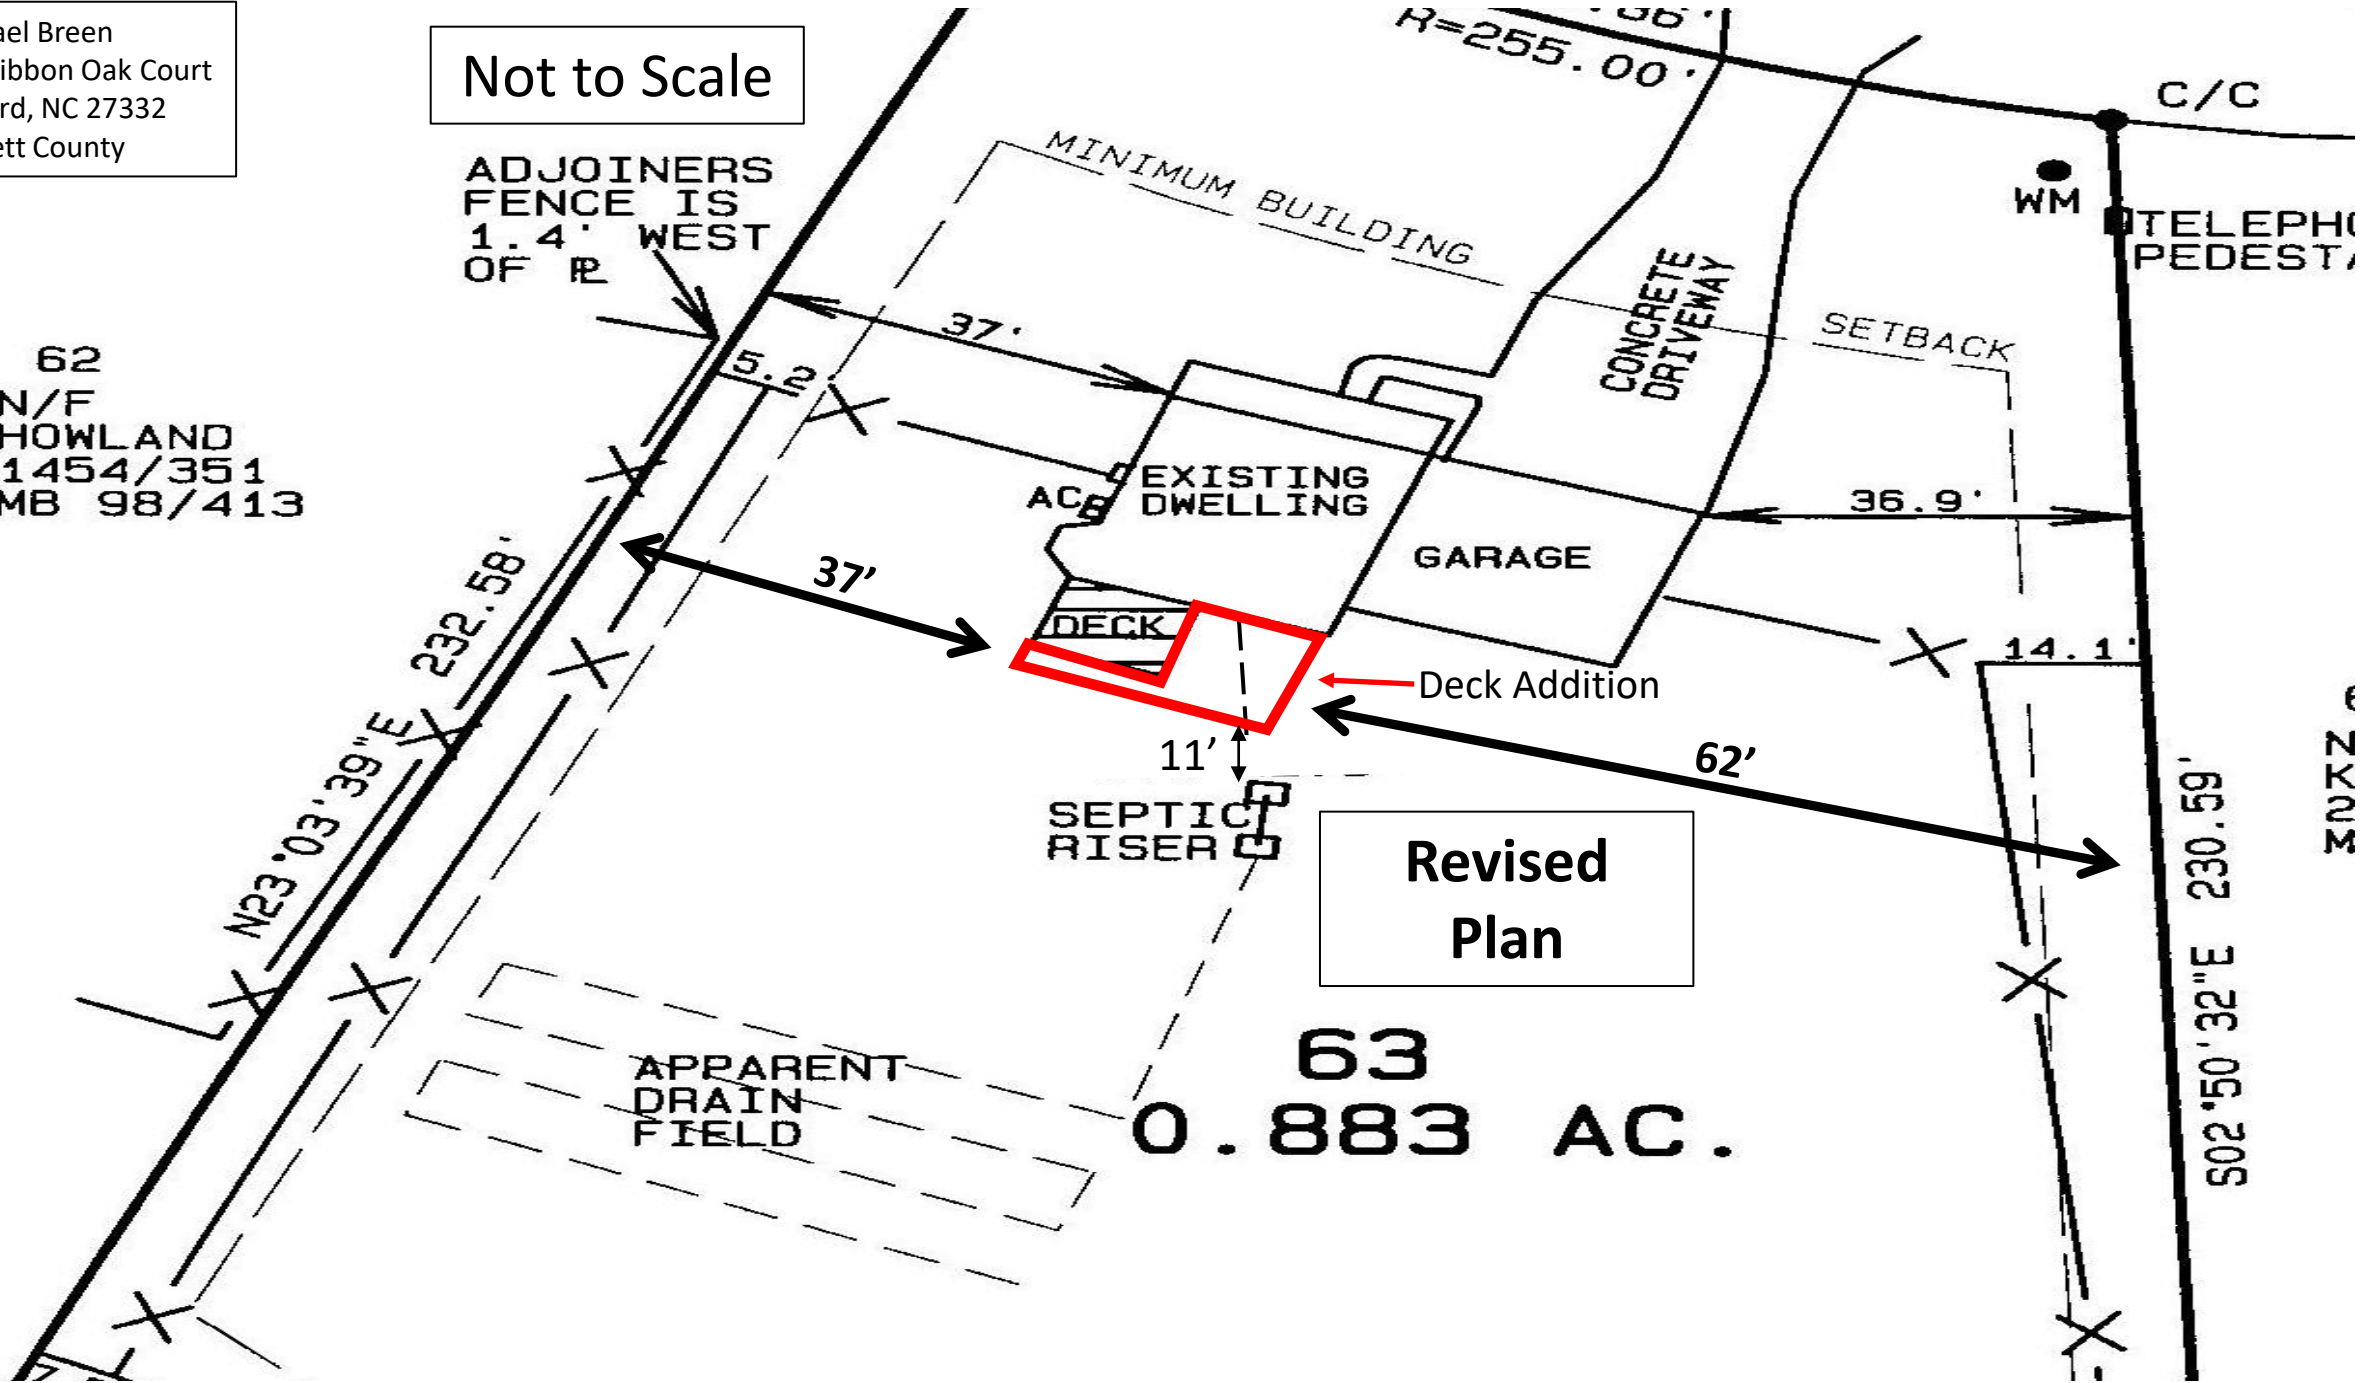 ael Breen
ibbon Oak Court
rd, NC 27332
ett County
Not to Scale
R=255.00'
C/C
WM
TELEPHO
PEDESTA
ADJOINERS
FENCE IS
1.4' WEST
OF PL
MINIMUM BUILDING
SETBACK
CONCRETE
DRIVEWAY
37'
5.2'
62
N/F
HOWLAND
1454/351
MB 98/413
AC
EXISTING
DWELLING
GARAGE
36.9'
37'
DECK
14.1'
Deck Addition
62'
11'
SEPTIC
RISER
Revised
Plan
N23°03'39"E 232.58'
S02°50'32"E 230.59'
APPARENT
DRAIN
FIELD
63
0.883 AC.